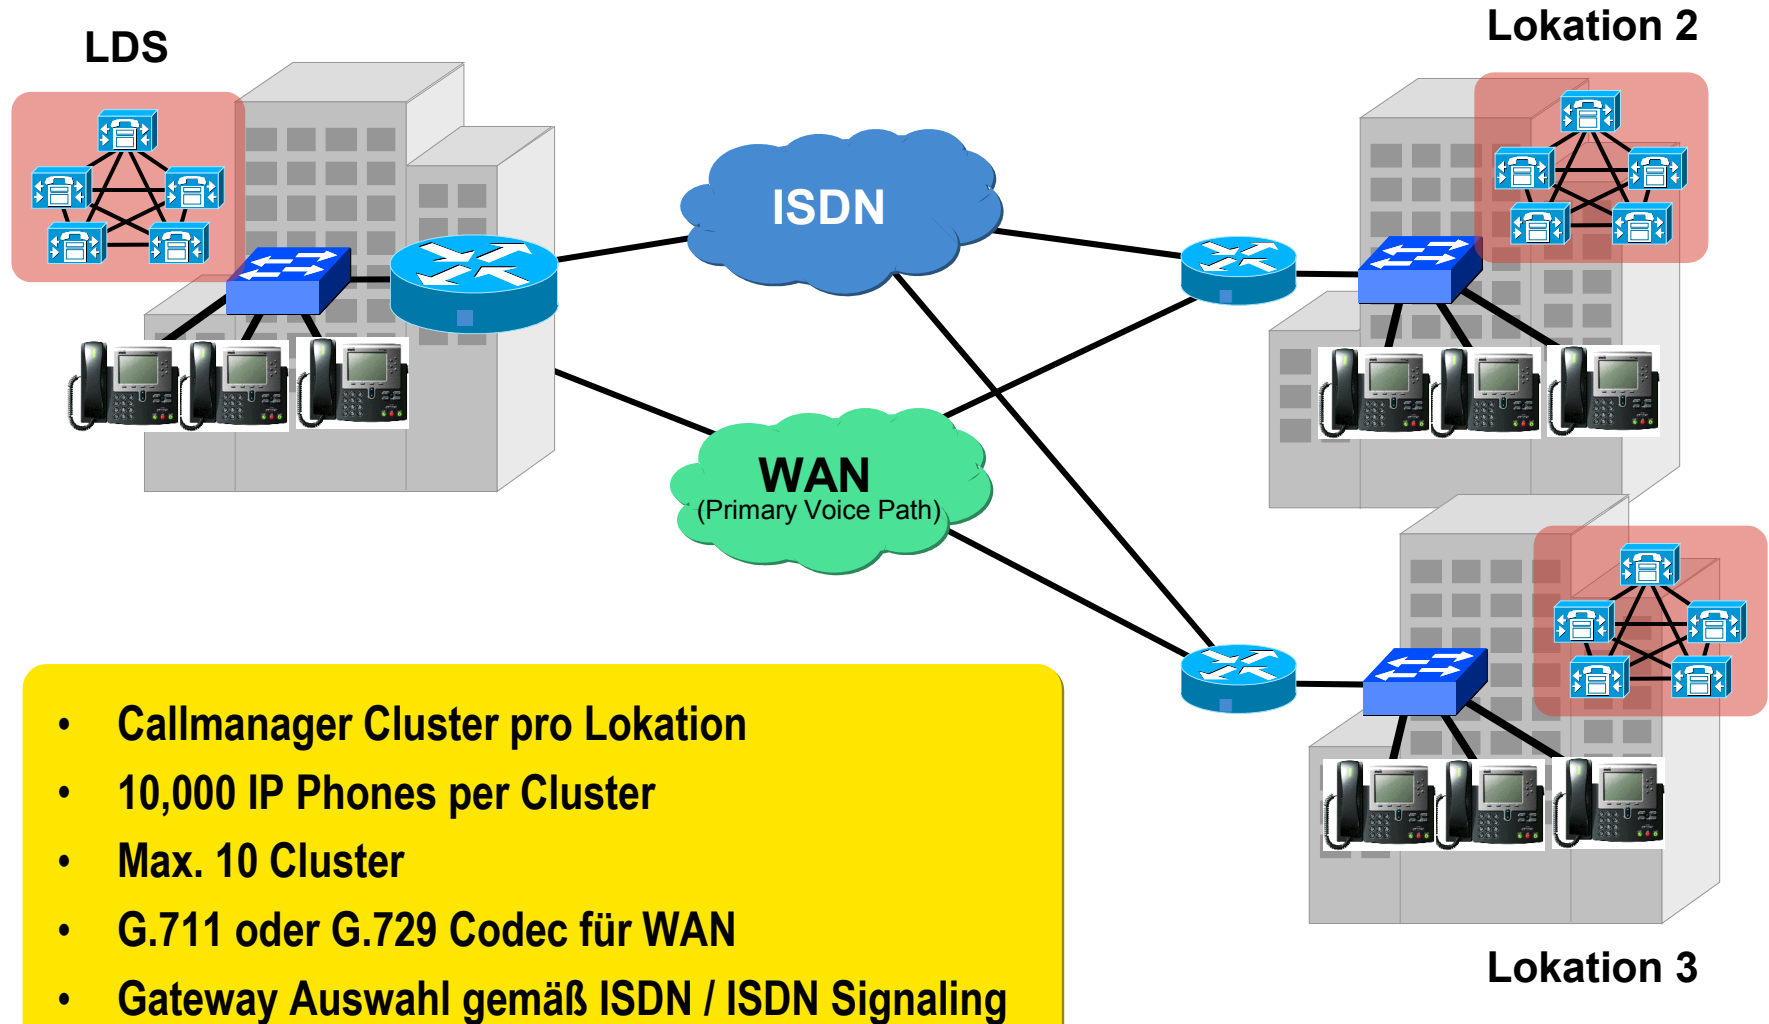 LDS
Lokation 2
ISDN
WAN
(Primary Voice Path)
• Callmanager Cluster pro Lokation
• 10,000 IP Phones per Cluster
• Max. 10 Cluster
• G.711 oder G.729 Codec für WAN
• Gateway Auswahl gemäß ISDN / ISDN Signaling
Lokation 3